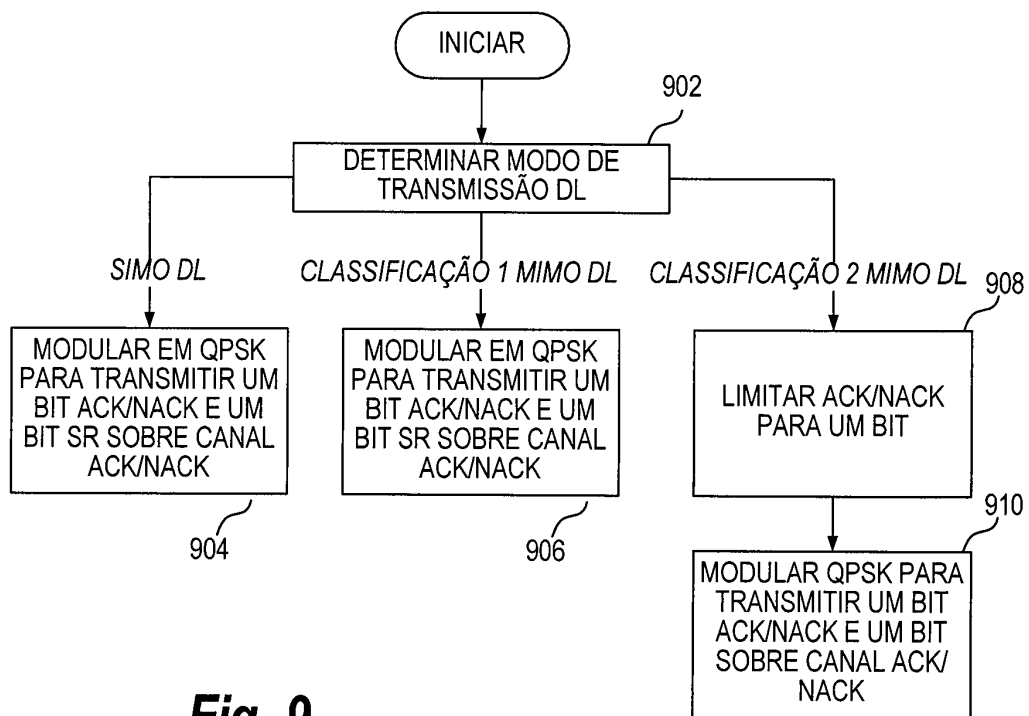 INICIAR
902
DETERMINAR MODO DE
TRANSMISSÃO DL
SIMO DL
CLASSIFICAÇÃO 1 MIMO DL
CLASSIFICAÇÃO 2 MIMO DL
908
MODULAR EM QPSK
PARA TRANSMITIR UM
BIT ACK/NACK E UM
BIT SR SOBRE CANAL
ACK/NACK
904
MODULAR EM QPSK
PARA TRANSMITIR UM
BIT ACK/NACK E UM
BIT SR SOBRE CANAL
ACK/NACK
906
LIMITAR ACK/NACK
PARA UM BIT
910
MODULAR QPSK PARA
TRANSMITIR UM BIT
ACK/NACK E UM BIT
SOBRE CANAL ACK/
NACK
Fig. 9